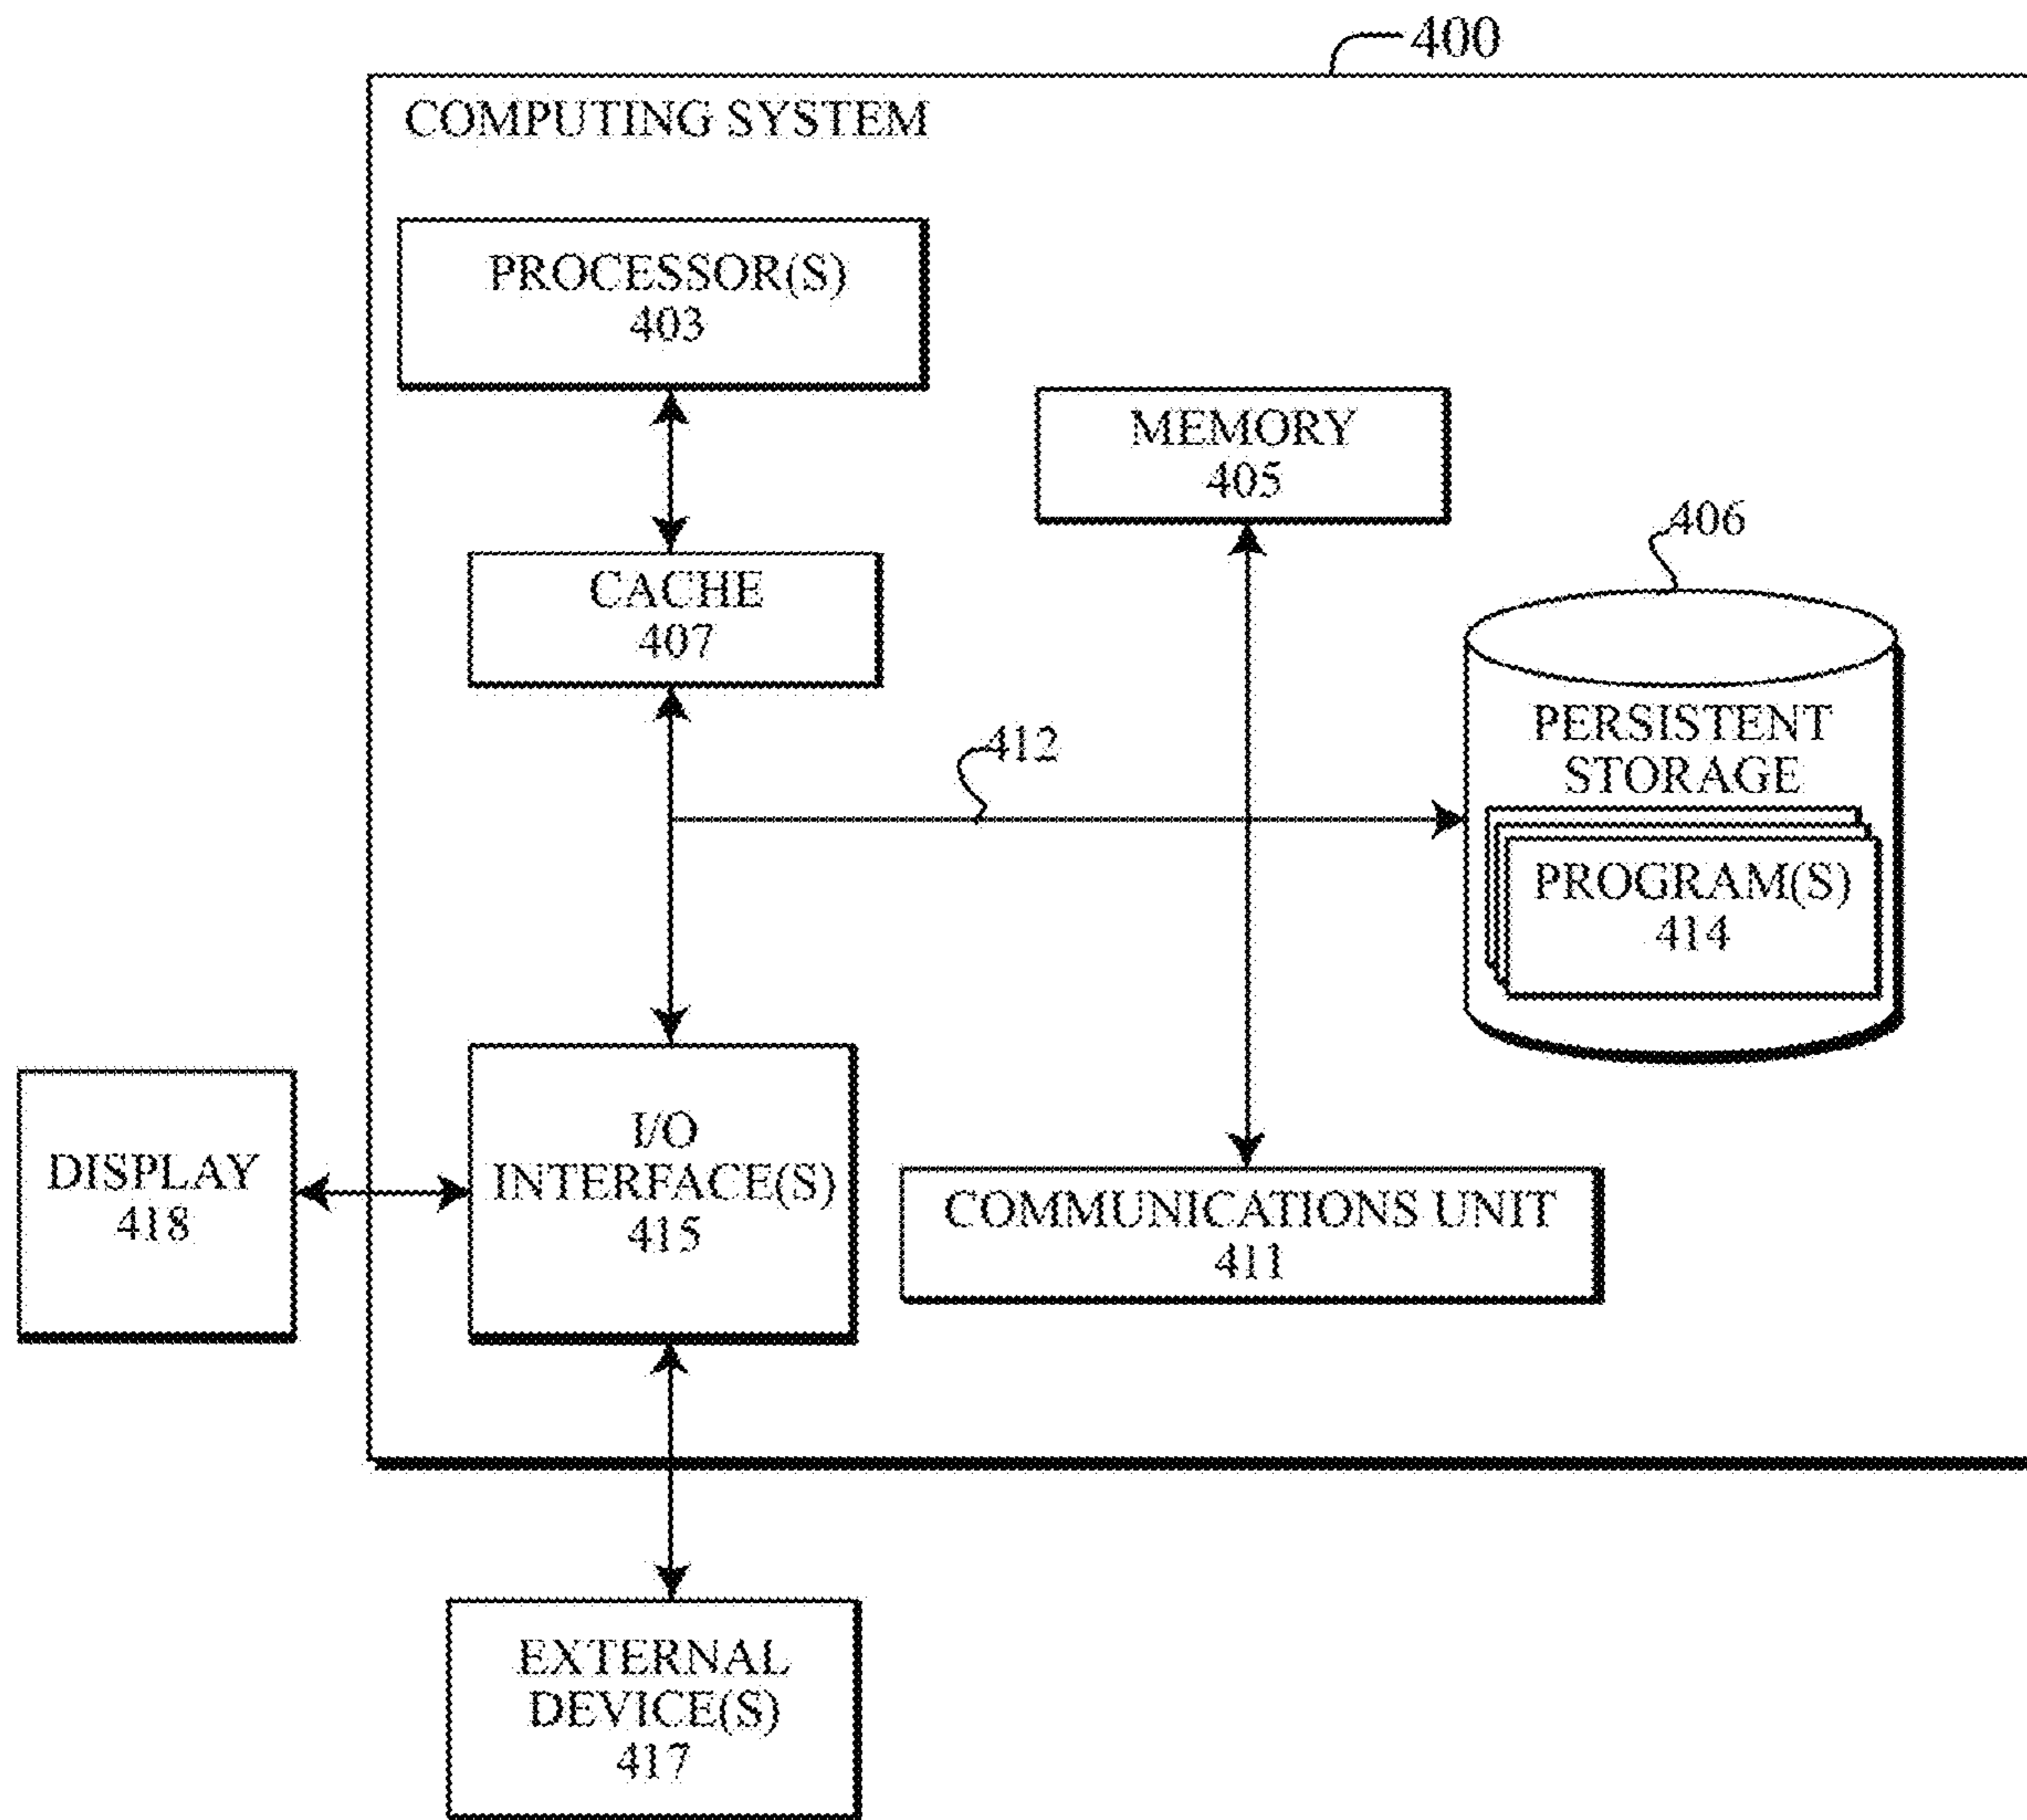 400
COMPUTING SYSTEM
PROCESSOR(S)
403
MEMORY
405
406
CACHE
407
412
PERSISTENT
STORAGE
PROGRAM(S)
414
I/O
INTERFACE(S)
415
DISPLAY
418
COMMUNICATIONS UNIT
411
EXTERNAL
DEVICE(S)
417